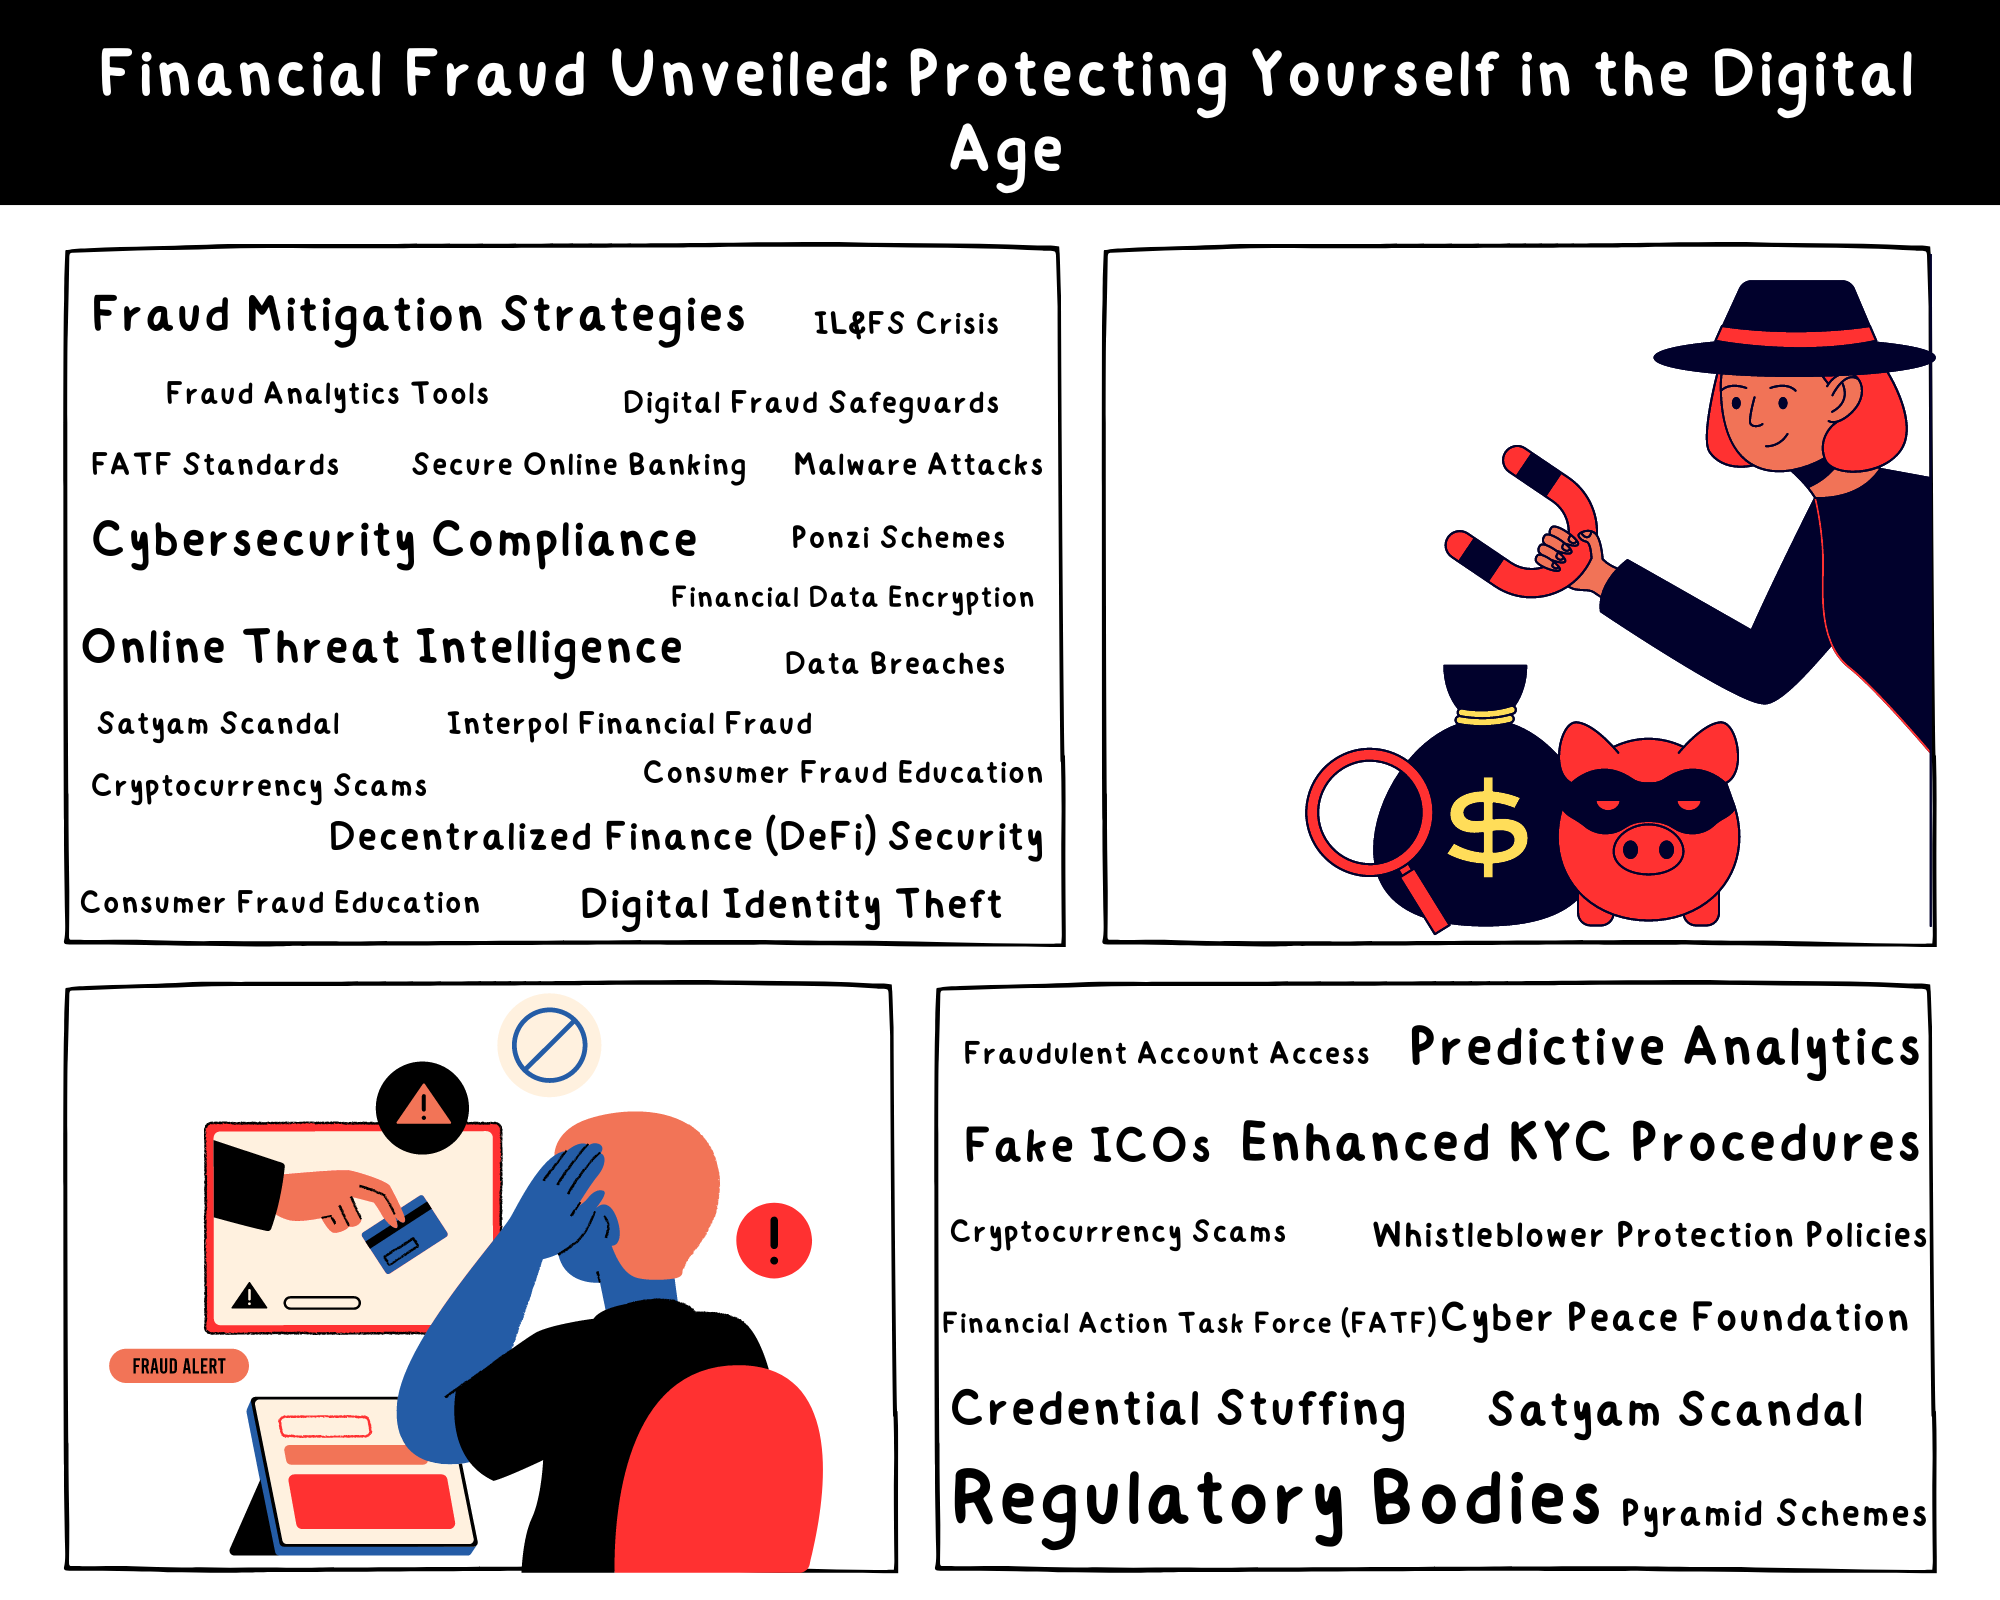 Financial Fraud Unveiled: Protecting Yourself in the Digital
Age
Fraud Mitigation Strategies
IL&FS Crisis
Fraud Analytics Tools
Digital Fraud Safeguards
FATF Standards
Secure Online Banking
Malware Attacks
Cybersecurity Compliance
Ponzi Schemes
Financial Data Encryption
Online Threat Intelligence
Data Breaches
Satyam Scandal
Interpol Financial Fraud
Consumer Fraud Education
Cryptocurrency Scams
Decentralized Finance (DeFi) Security
Consumer Fraud Education
Digital Identity Theft
$
!
!
!
FRAUD ALERT
Fraudulent Account Access
Predictive Analytics
Fake ICOs
Enhanced KYC Procedures
Cryptocurrency Scams
Whistleblower Protection Policies
Financial Action Task Force (FATF)
Cyber Peace Foundation
Credential Stuffing
Satyam Scandal
Regulatory Bodies
Pyramid Schemes